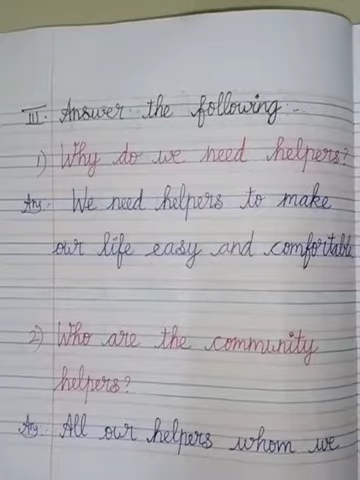 III. Answer the following :-
1) Why do we need helpers?
Ans. We need helpers to make
our life easy and comfortable
2) Who are the community
helpers?
Ans. All our helpers whom we